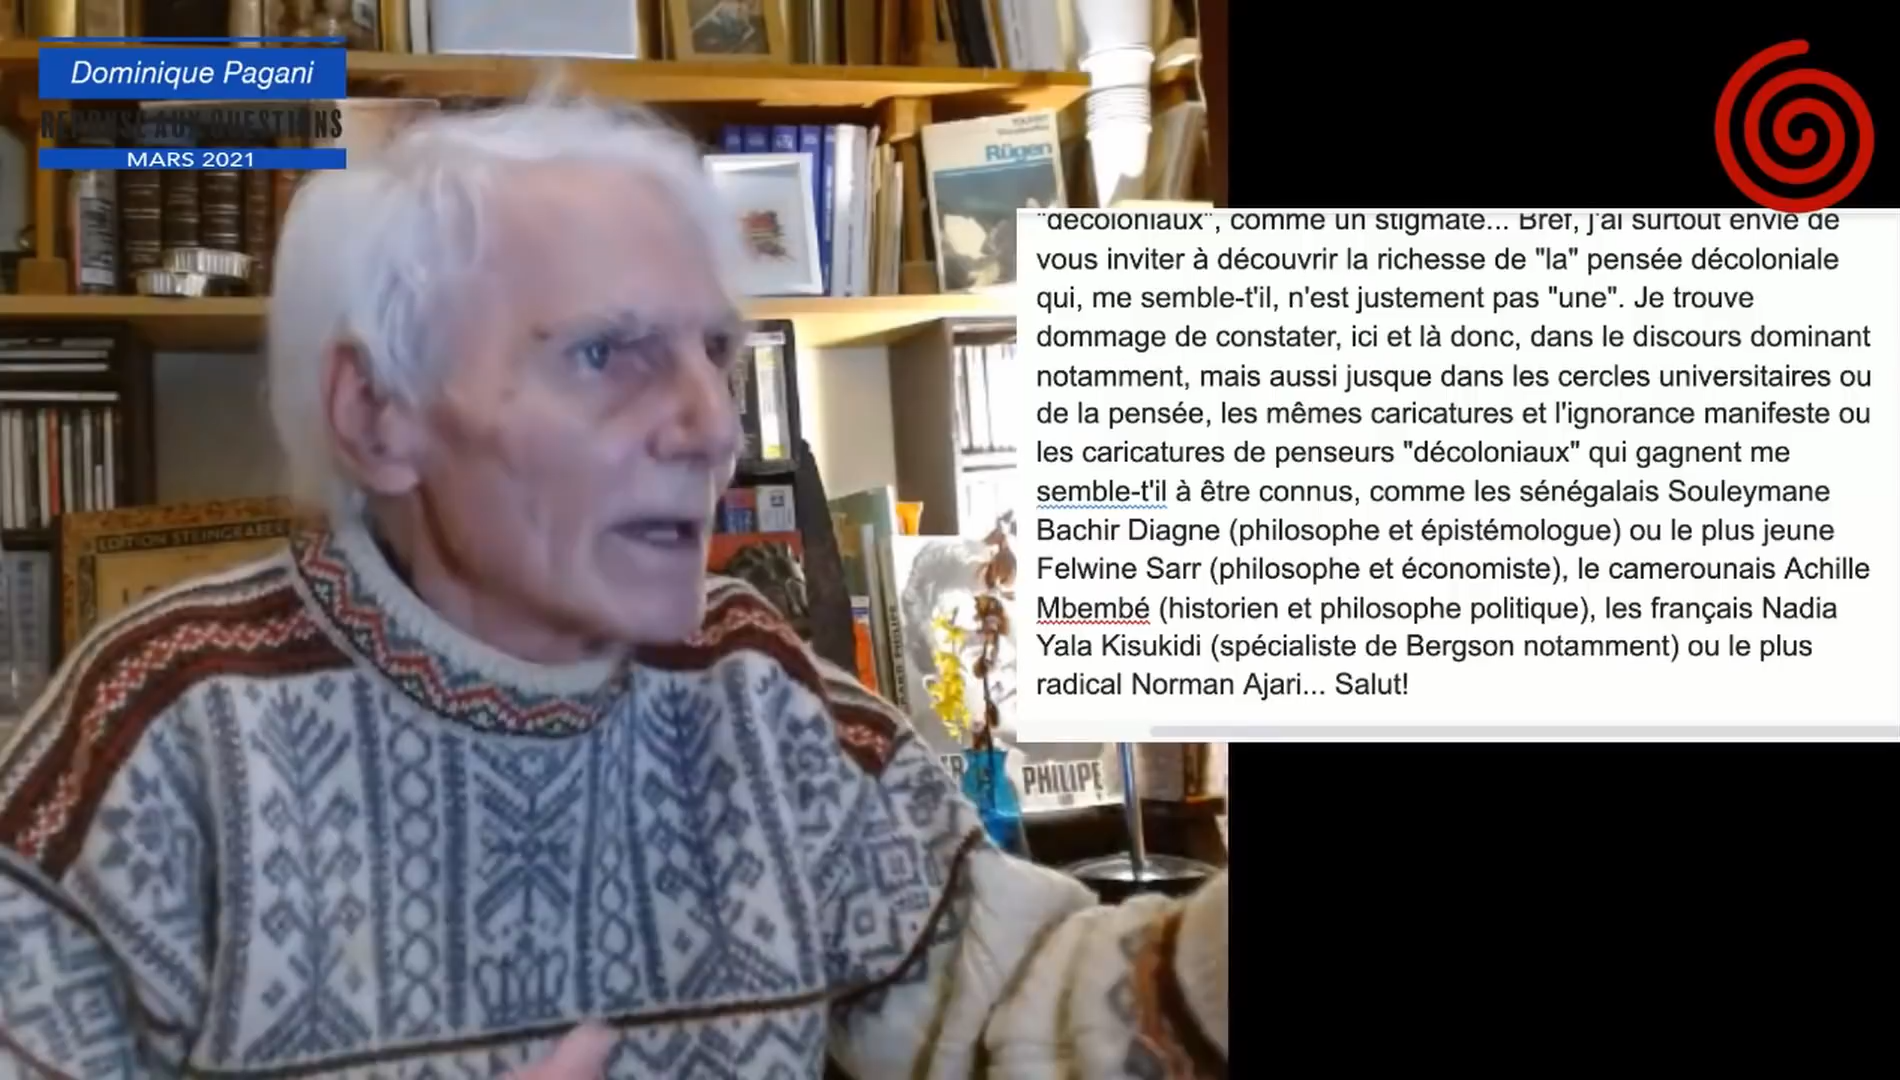 Dominique Pagani
REPONSE AUX QUESTIONS
MARS 2021
Rügen
EDITION STEINGRÄBER
PHILIPE
"décoloniaux", comme un stigmate... Bref, j'ai surtout envie de
vous inviter à découvrir la richesse de "la" pensée décoloniale
qui, me semble-t'il, n'est justement pas "une". Je trouve
dommage de constater, ici et là donc, dans le discours dominant
notamment, mais aussi jusque dans les cercles universitaires ou
de la pensée, les mêmes caricatures et l'ignorance manifeste ou
les caricatures de penseurs "décoloniaux" qui gagnent me
semble-t'il à être connus, comme les sénégalais Souleymane
Bachir Diagne (philosophe et épistémologue) ou le plus jeune
Felwine Sarr (philosophe et économiste), le camerounais Achille
Mbembé (historien et philosophe politique), les français Nadia
Yala Kisukidi (spécialiste de Bergson notamment) ou le plus
radical Norman Ajari... Salut!